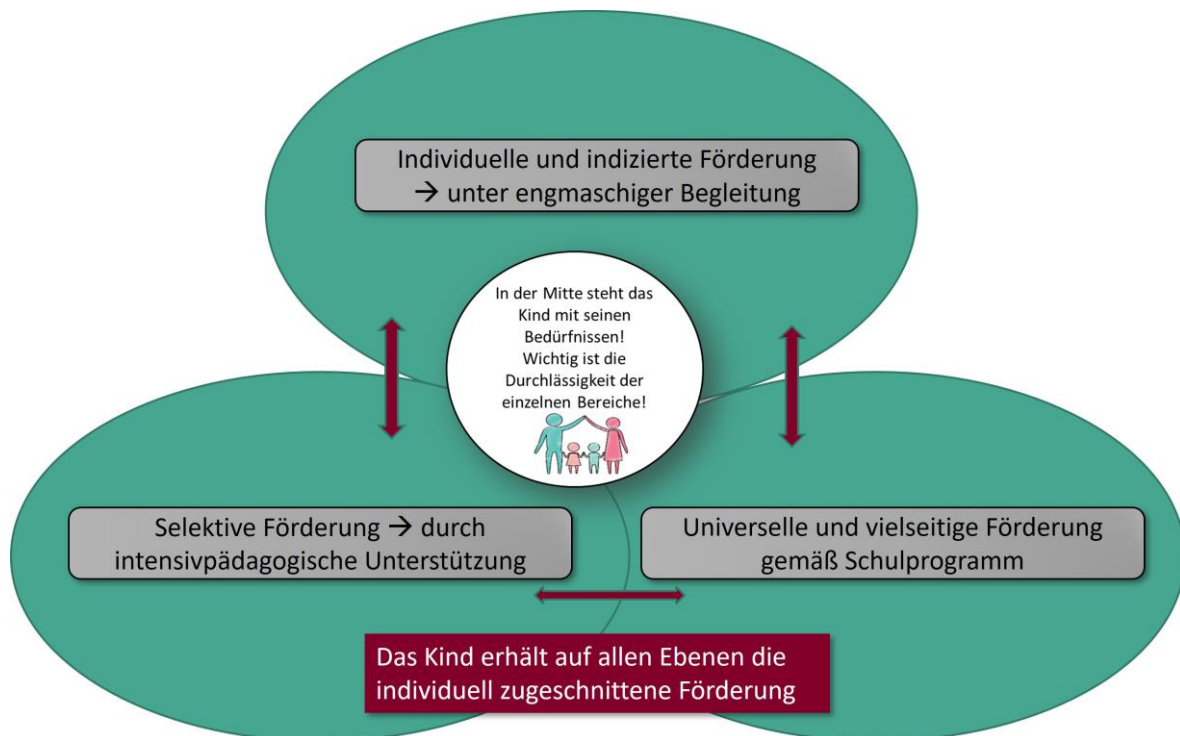 Individuelle und indizierte Förderung
→ unter engmaschiger Begleitung
In der Mitte steht das
Kind mit seinen
Bedürfnissen!
Wichtig ist die
Durchlässigkeit der
einzelnen Bereiche!
Selektive Förderung → durch
intensivpädagogische Unterstützung
Universelle und vielseitige Förderung
gemäß Schulprogramm
Das Kind erhält auf allen Ebenen die
individuell zugeschnittene Förderung